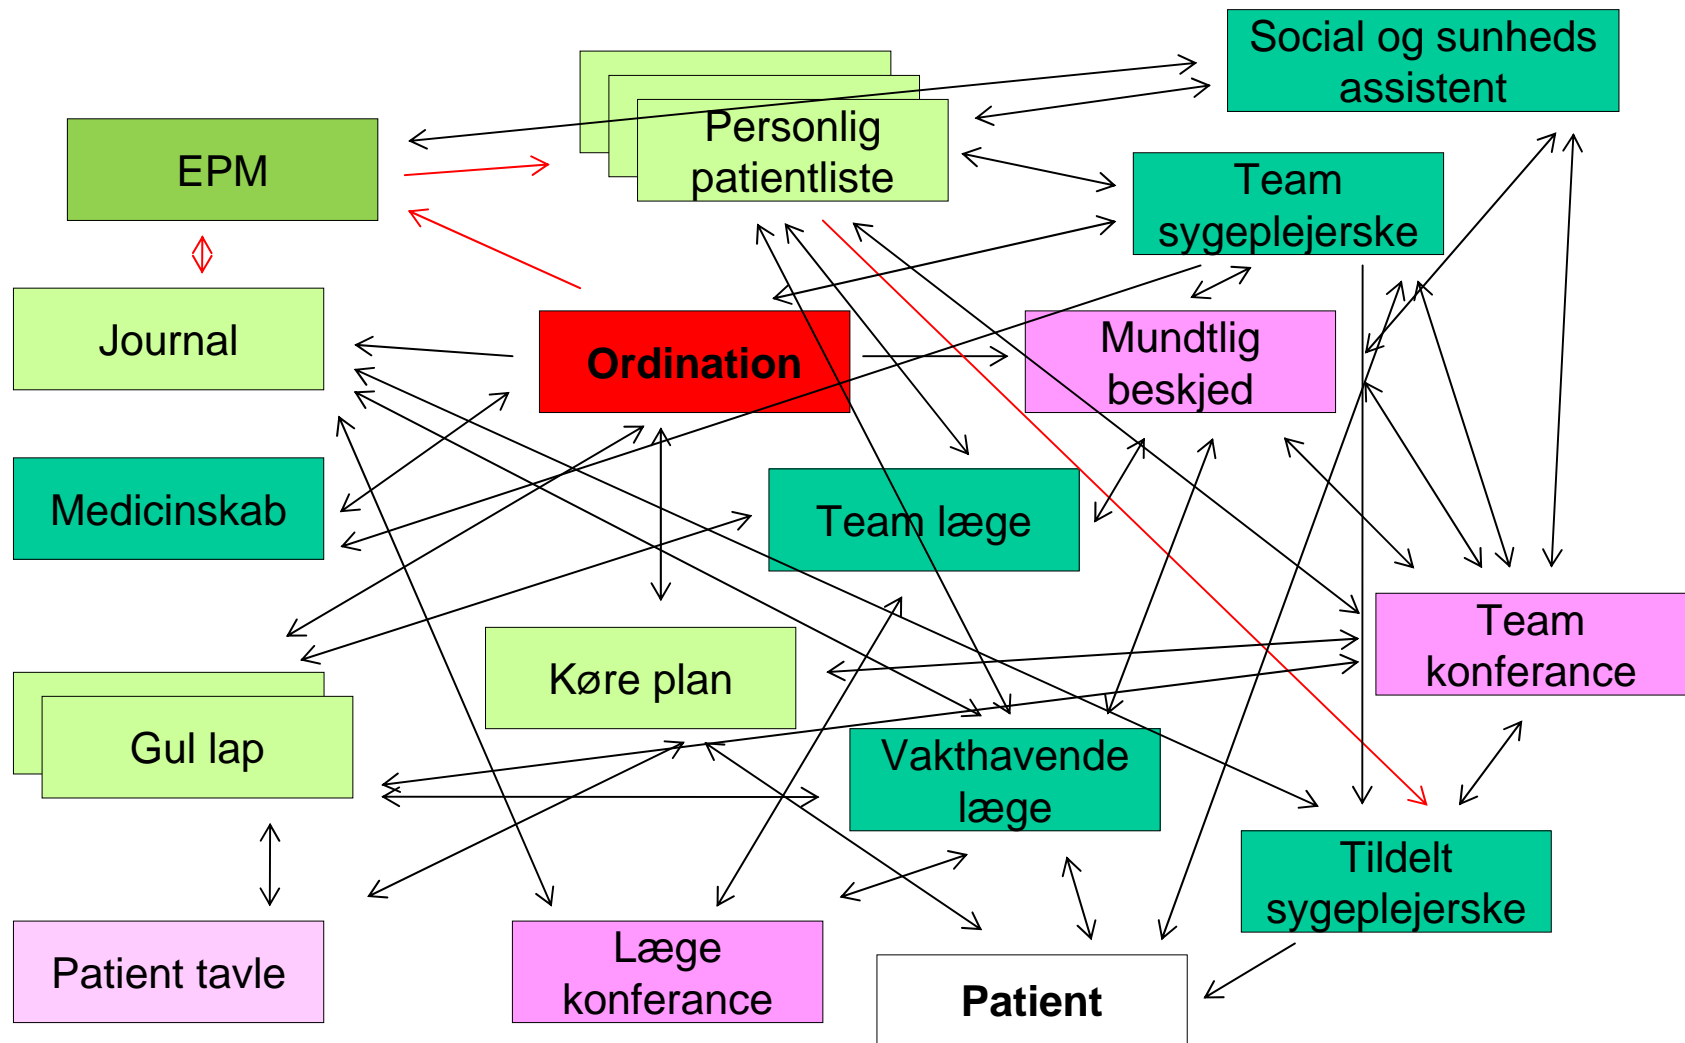 Social og sunheds
assistent
Personlig
patientliste
EPM
Team
sygeplejerske
Journal
Ordination
Mundtlig
beskjed
Medicinskab
Team læge
Team
konferance
Køre plan
Gul lap
Vakthavende
læge
Tildelt
sygeplejerske
Patient tavle
Læge
konferance
Patient